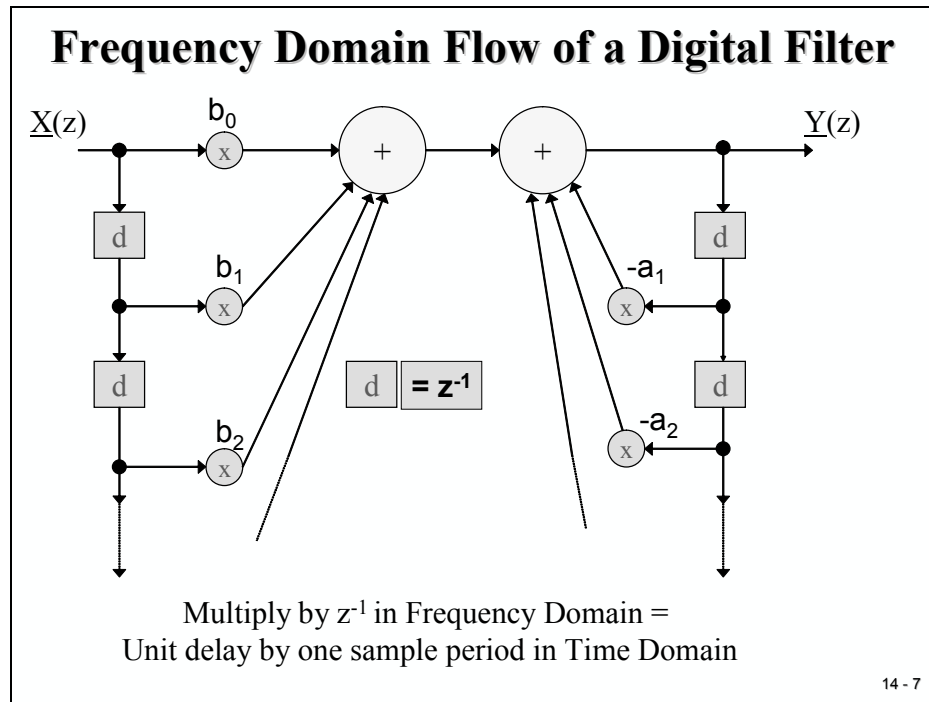 Frequency Domain Flow of a Digital Filter
X(z) b₀ + + Y(z)
x
d d
b₁ -a₁
x x
d d = z⁻¹ d
b₂ -a₂
x x
Multiply by z⁻¹ in Frequency Domain =
Unit delay by one sample period in Time Domain
14 - 7